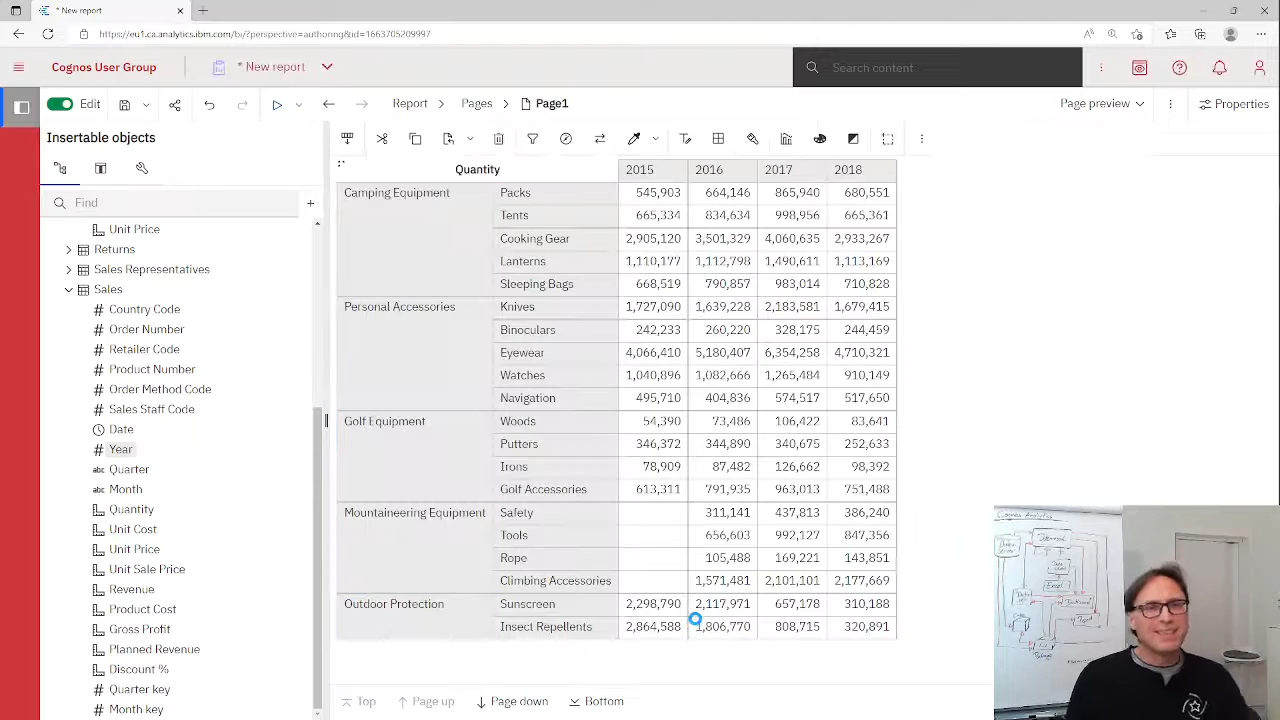 * New report
https//eu1.ca.analytics.ibm.com/bi/?perspective=authoring&id=1663705209997
Cognos User Group
* New report
Search content
Edit
Report
Pages
Page1
Page preview
Properties
Insertable objects
Find
Unit Price
Returns
Sales Representatives
Sales
Country Code
Order Number
Retailer Code
Product Number
Order Method Code
Sales Staff Code
Date
Year
abc Quarter
abc Month
Quantity
Unit Cost
Unit Price
Unit Sale Price
Revenue
Product Cost
Gross Profit
Planned Revenue
Discount %
Quarter key
Month key
Quantity 2015 2016 2017 2018
Camping Equipment Packs 545,903 664,146 865,940 680,551
Tents 665,334 834,634 998,956 665,361
Cooking Gear 2,905,120 3,501,329 4,060,635 2,933,267
Lanterns 1,110,177 1,112,798 1,490,611 1,113,169
Sleeping Bags 668,519 790,857 983,014 710,828
Personal Accessories Knives 1,727,090 1,639,228 2,183,581 1,679,415
Binoculars 242,233 260,220 328,175 244,459
Eyewear 4,066,410 5,180,407 6,354,258 4,710,321
Watches 1,040,896 1,082,666 1,265,484 910,149
Navigation 495,710 404,836 574,517 517,650
Golf Equipment Woods 54,390 73,486 106,422 83,641
Putters 346,372 344,890 340,675 252,633
Irons 78,909 87,482 126,662 98,392
Golf Accessories 613,311 791,935 963,013 751,488
Mountaineering Equipment Safety 311,141 437,813 386,240
Tools 656,603 992,127 847,356
Rope 105,488 169,221 143,851
Climbing Accessories 1,571,481 2,101,101 2,177,669
Outdoor Protection Sunscreen 2,298,790 2,117,971 657,178 310,188
Insect Repellents 2,864,588 1,806,770 808,715 320,891
Top
Page up
Page down
Bottom
Cognos Analytics
Excel